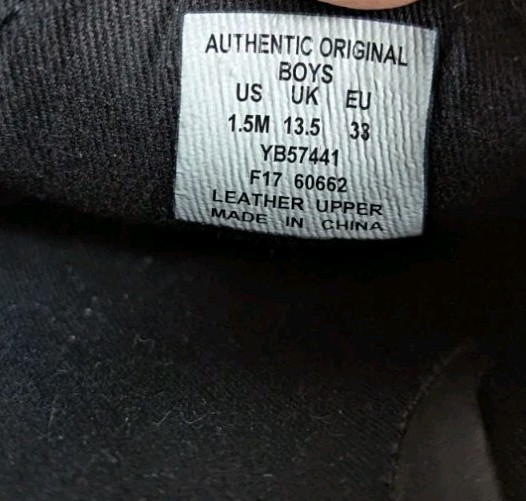 AUTHENTIC ORIGINAL
BOYS
US UK EU
1.5M 13.5 33
YB57441
F17 60662
LEATHER UPPER
MADE IN CHINA